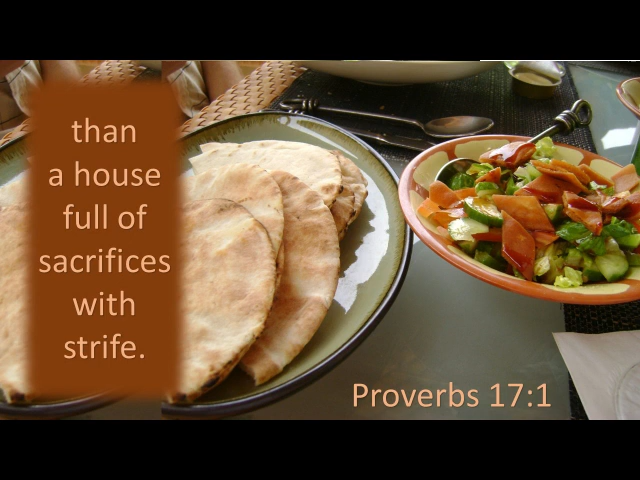 than
a house
full of
sacrifices
with
strife.
Proverbs 17:1